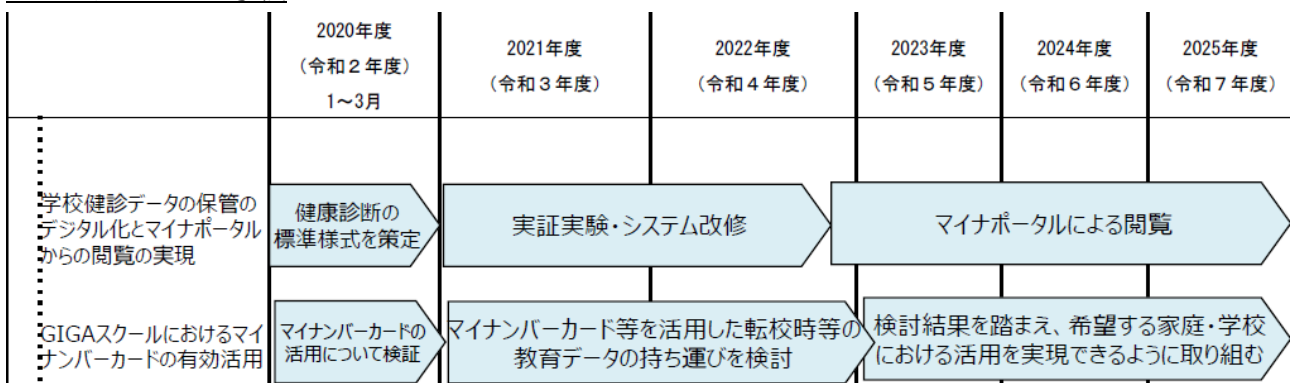 2020年度
（令和２年度）
1～3月
2021年度
（令和３年度）
2022年度
（令和４年度）
2023年度
（令和５年度）
2024年度
（令和６年度）
2025年度
（令和７年度）
学校健診データの保管の
デジタル化とマイナポータル
からの閲覧の実現
健康診断の
標準様式を策定
実証実験・システム改修
マイナポータルによる閲覧
GIGAスクールにおけるマイ
ナンバーカードの有効活用
マイナンバーカードの
活用について検証
マイナンバーカード等を活用した転校時等の
教育データの持ち運びを検討
検討結果を踏まえ、希望する家庭・学校
における活用を実現できるように取り組む